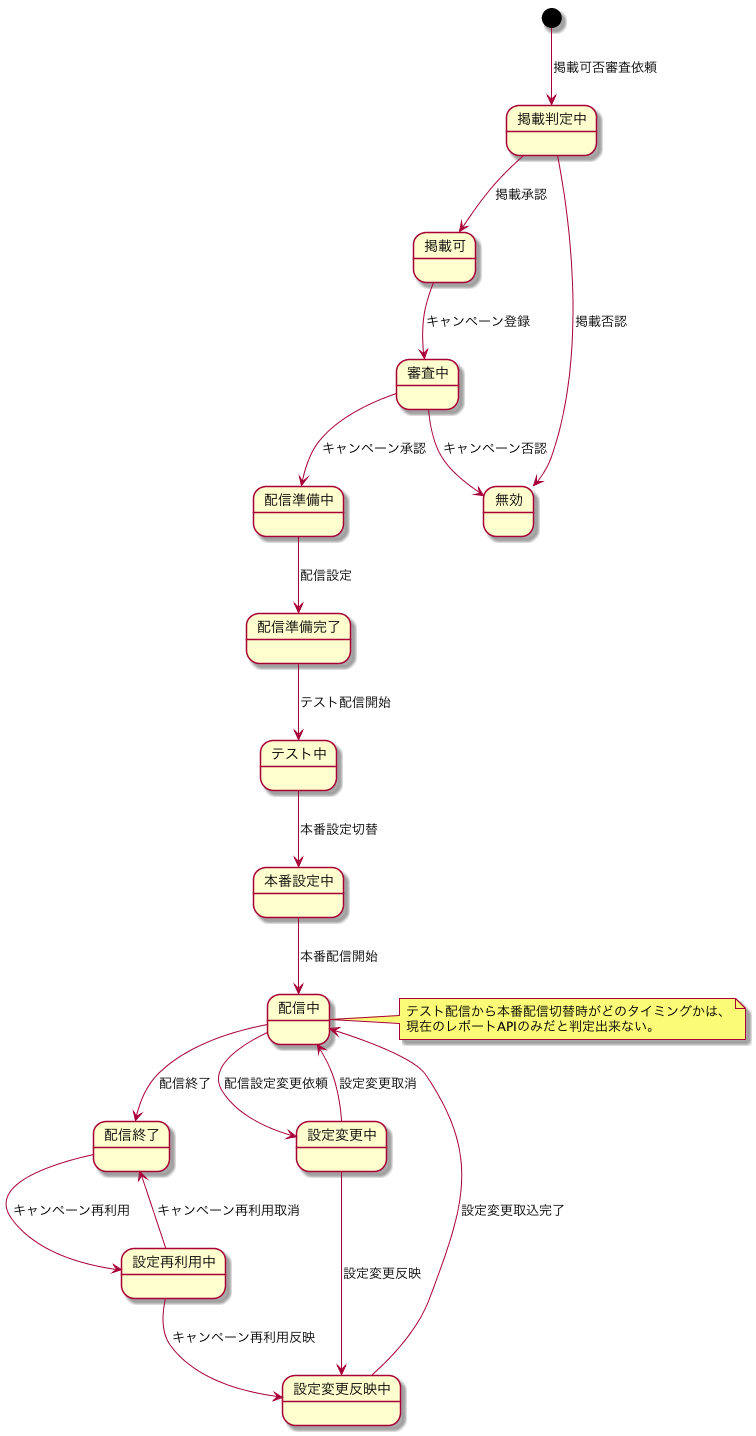 掲載可否審査依頼
掲載判定中
掲載承認
掲載可
キャンペーン登録
掲載否認
審査中
キャンペーン承認
キャンペーン否認
配信準備中
無効
配信設定
配信準備完了
テスト配信開始
テスト中
本番設定切替
本番設定中
本番配信開始
配信中
テスト配信から本番配信切替時がどのタイミングかは、
現在のレポートAPIのみだと判定出来ない。
配信終了
配信設定変更依頼
設定変更取消
配信終了
設定変更中
キャンペーン再利用
キャンペーン再利用取消
設定変更取込完了
設定再利用中
設定変更反映
キャンペーン再利用反映
設定変更反映中